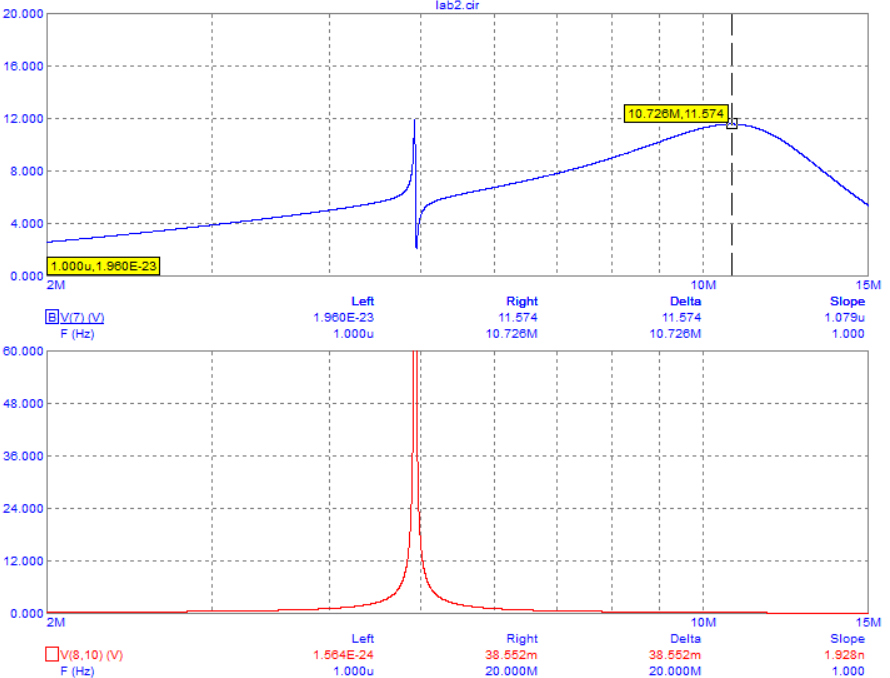 lab2.cir
20.000
16.000
12.000
10.726M,11.574
8.000
4.000
1.000u,1.960E-23
0.000
2M 10M 15M
Left Right Delta Slope
B V(7) (V) 1.960E-23 11.574 11.574 1.079u
F (Hz) 1.000u 10.726M 10.726M 1.000
60.000
48.000
36.000
24.000
12.000
0.000
2M 10M 15M
Left Right Delta Slope
V(8,10) (V) 1.564E-24 38.552m 38.552m 1.928n
F (Hz) 1.000u 20.000M 20.000M 1.000